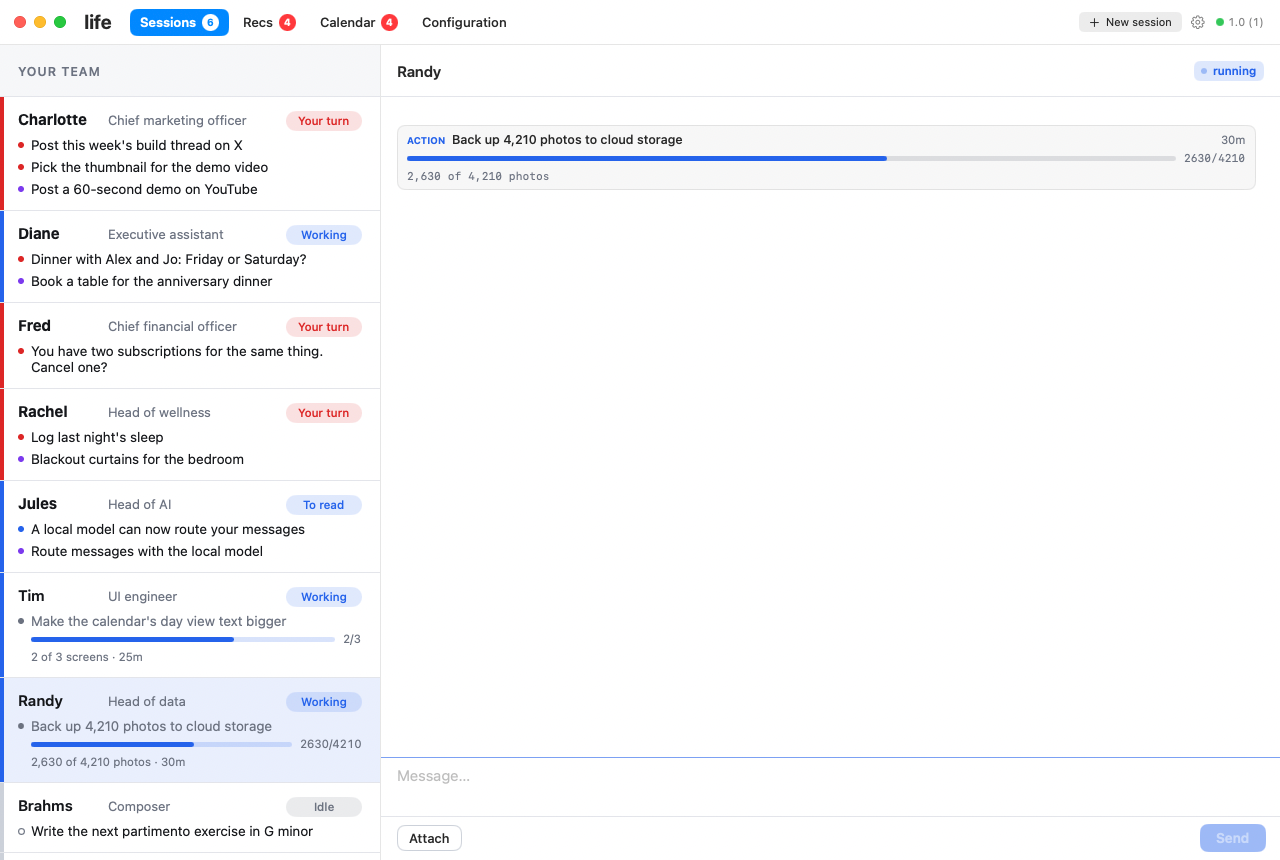 life
Sessions 6
Recs 4
Calendar 4
Configuration
+ New session
1.0 (1)
YOUR TEAM
Charlotte Chief marketing officer Your turn
Post this week's build thread on X
Pick the thumbnail for the demo video
Post a 60-second demo on YouTube
Diane Executive assistant Working
Dinner with Alex and Jo: Friday or Saturday?
Book a table for the anniversary dinner
Fred Chief financial officer Your turn
You have two subscriptions for the same thing.
Cancel one?
Rachel Head of wellness Your turn
Log last night's sleep
Blackout curtains for the bedroom
Jules Head of AI To read
A local model can now route your messages
Route messages with the local model
Tim UI engineer Working
Make the calendar's day view text bigger
2/3
2 of 3 screens · 25m
Randy Head of data Working
Back up 4,210 photos to cloud storage
2630/4210
2,630 of 4,210 photos · 30m
Brahms Composer Idle
Write the next partimento exercise in G minor
Randy running
ACTION Back up 4,210 photos to cloud storage 30m
2630/4210
2,630 of 4,210 photos
Message...
Attach
Send